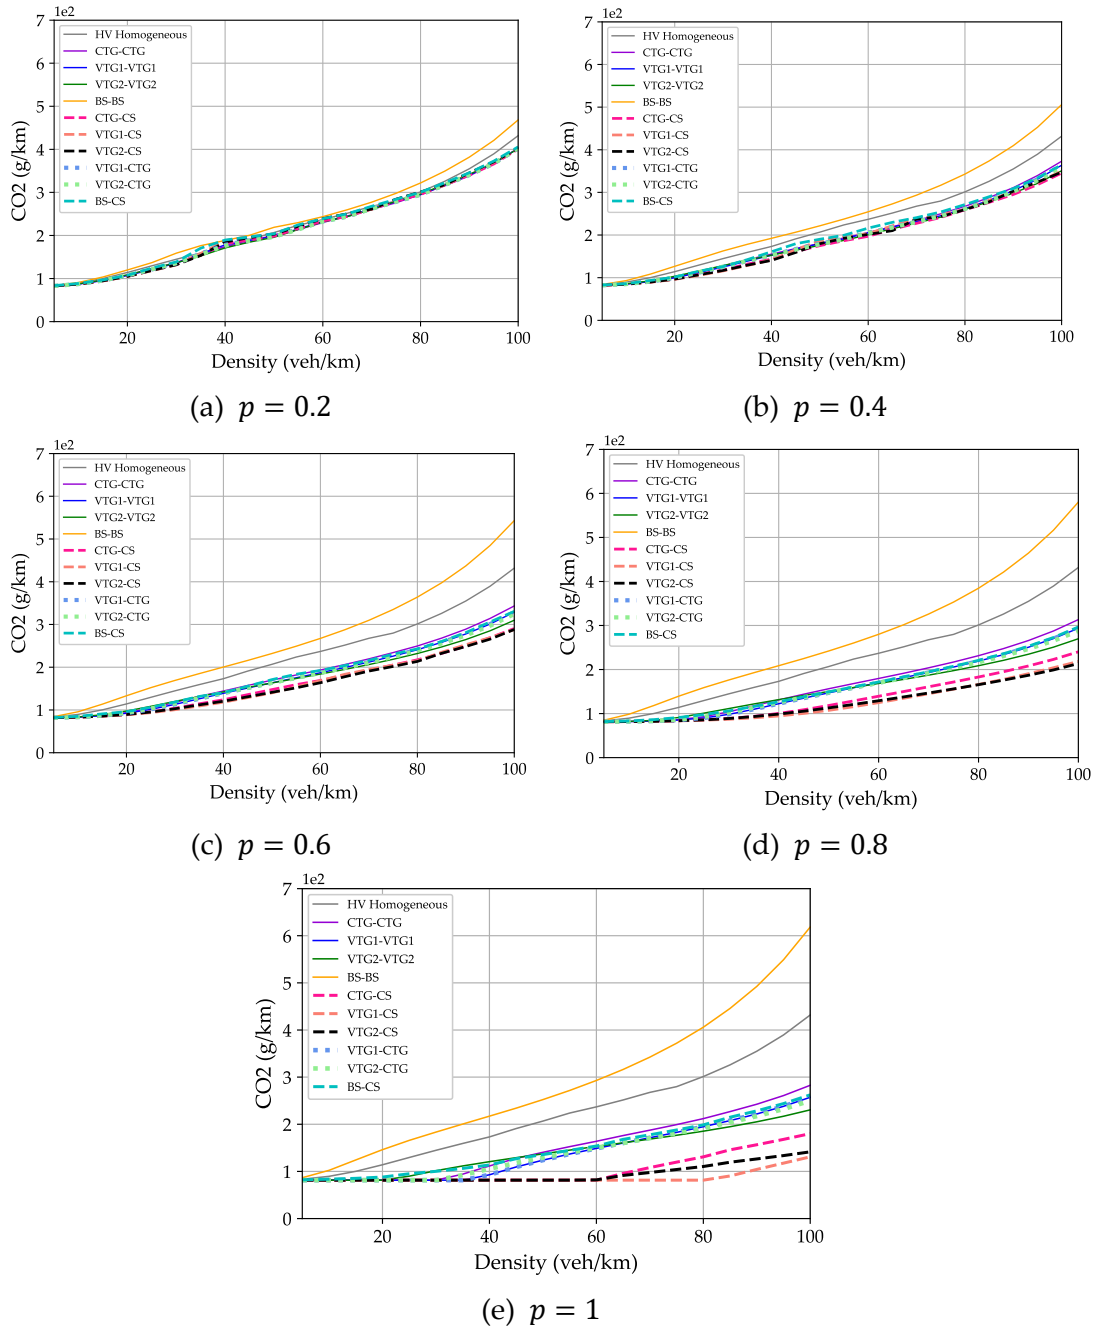 1e2
7
6
5
4
3
2
1
0
CO2 (g/km)
HV Homogeneous
CTG-CTG
VTG1-VTG1
VTG2-VTG2
BS-BS
CTG-CS
VTG1-CS
VTG2-CS
VTG1-CTG
VTG2-CTG
BS-CS
20 40 60 80 100
Density (veh/km)
(a) p = 0.2
1e2
7
6
5
4
3
2
1
0
CO2 (g/km)
HV Homogeneous
CTG-CTG
VTG1-VTG1
VTG2-VTG2
BS-BS
CTG-CS
VTG1-CS
VTG2-CS
VTG1-CTG
VTG2-CTG
BS-CS
20 40 60 80 100
Density (veh/km)
(b) p = 0.4
1e2
7
6
5
4
3
2
1
0
CO2 (g/km)
HV Homogeneous
CTG-CTG
VTG1-VTG1
VTG2-VTG2
BS-BS
CTG-CS
VTG1-CS
VTG2-CS
VTG1-CTG
VTG2-CTG
BS-CS
20 40 60 80 100
Density (veh/km)
(c) p = 0.6
1e2
7
6
5
4
3
2
1
0
CO2 (g/km)
HV Homogeneous
CTG-CTG
VTG1-VTG1
VTG2-VTG2
BS-BS
CTG-CS
VTG1-CS
VTG2-CS
VTG1-CTG
VTG2-CTG
BS-CS
20 40 60 80 100
Density (veh/km)
(d) p = 0.8
1e2
7
6
5
4
3
2
1
0
CO2 (g/km)
HV Homogeneous
CTG-CTG
VTG1-VTG1
VTG2-VTG2
BS-BS
CTG-CS
VTG1-CS
VTG2-CS
VTG1-CTG
VTG2-CTG
BS-CS
20 40 60 80 100
Density (veh/km)
(e) p = 1